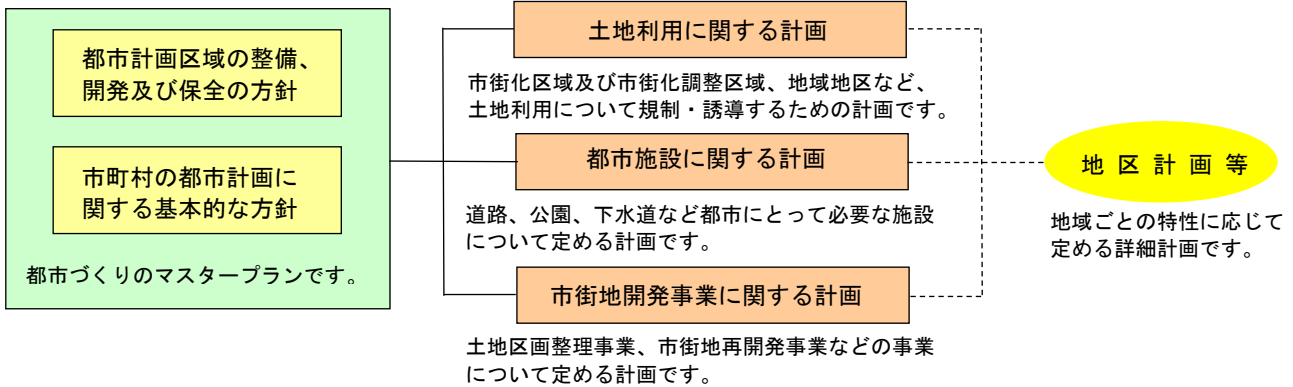 都市計画区域の整備、
開発及び保全の方針
市町村の都市計画に
関する基本的な方針
都市づくりのマスタープランです。
土地利用に関する計画
市街化区域及び市街化調整区域、地域地区など、
土地利用について規制・誘導するための計画です。
都市施設に関する計画
道路、公園、下水道など都市にとって必要な施設
について定める計画です。
市街地開発事業に関する計画
土地区画整理事業、市街地再開発事業などの事業
について定める計画です。
地区計画等
地域ごとの特性に応じて
定める詳細計画です。